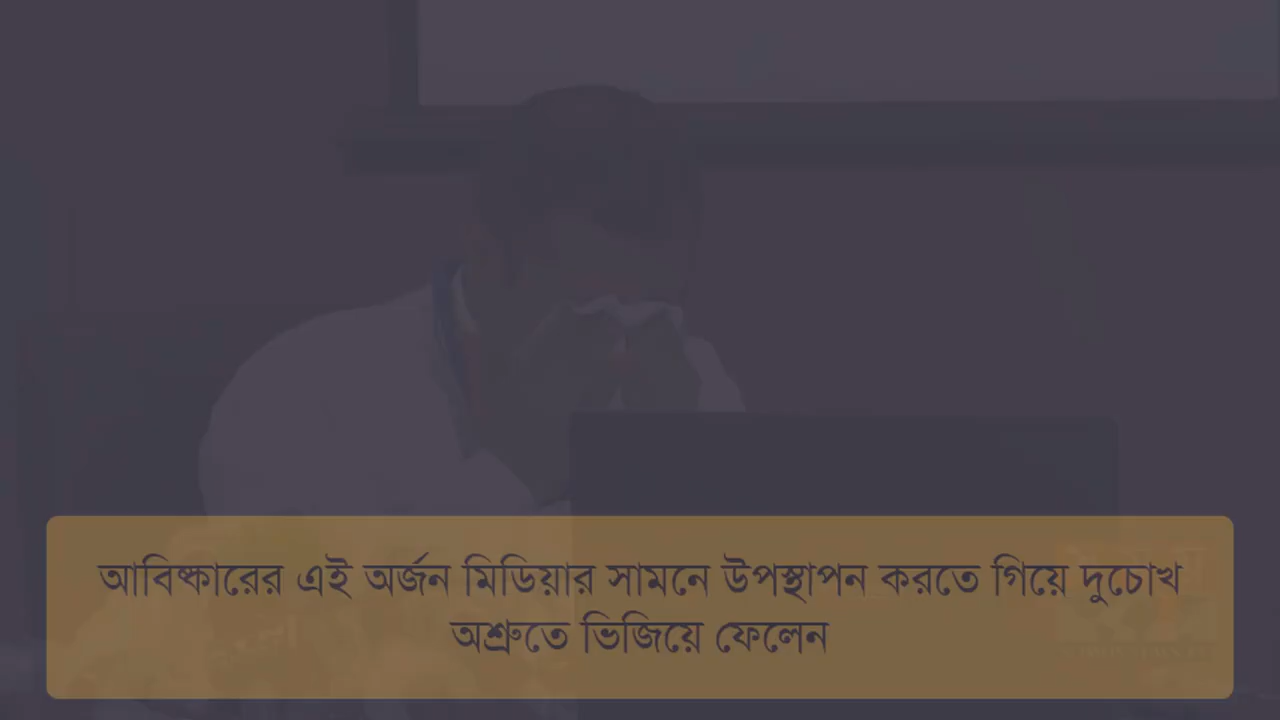 আবিষ্কারের এই অর্জন মিডিয়ার সামনে উপস্থাপন করতে গিয়ে দুচোখ
অশ্রুতে ভিজিয়ে ফেলেন